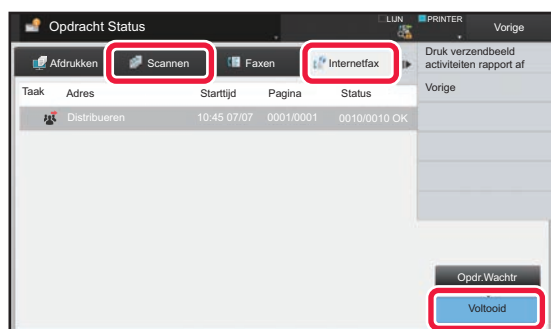 Opdracht Status
LIJN
PRINTER
Vorige
Afdrukken
Scannen
Faxen
Internetfax
Druk verzendbeeld
activiteiten rapport af
Taak Adres Starttijd Pagina Status
Vorige
Distribueren 10:45 07/07 0001/0001 0010/0010 OK
Opdr.Wachtr
Voltooid